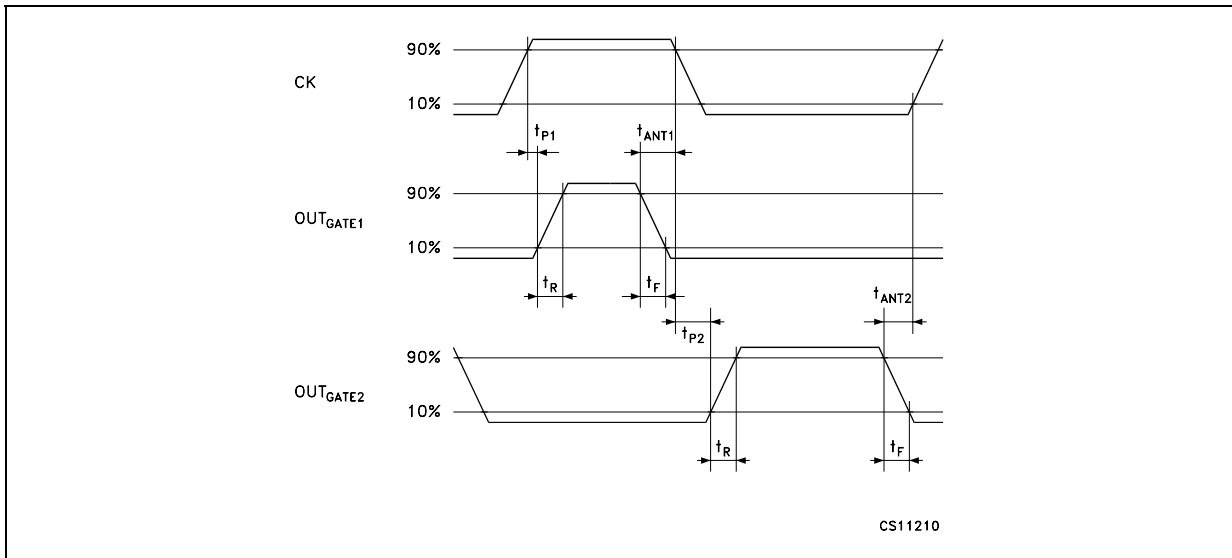 90%
CK
10%
tP1
tANT1
90%
OUTGATE1
10%
tR
tF
tANT2
tP2
90%
OUTGATE2
10%
tR
tF
CS11210